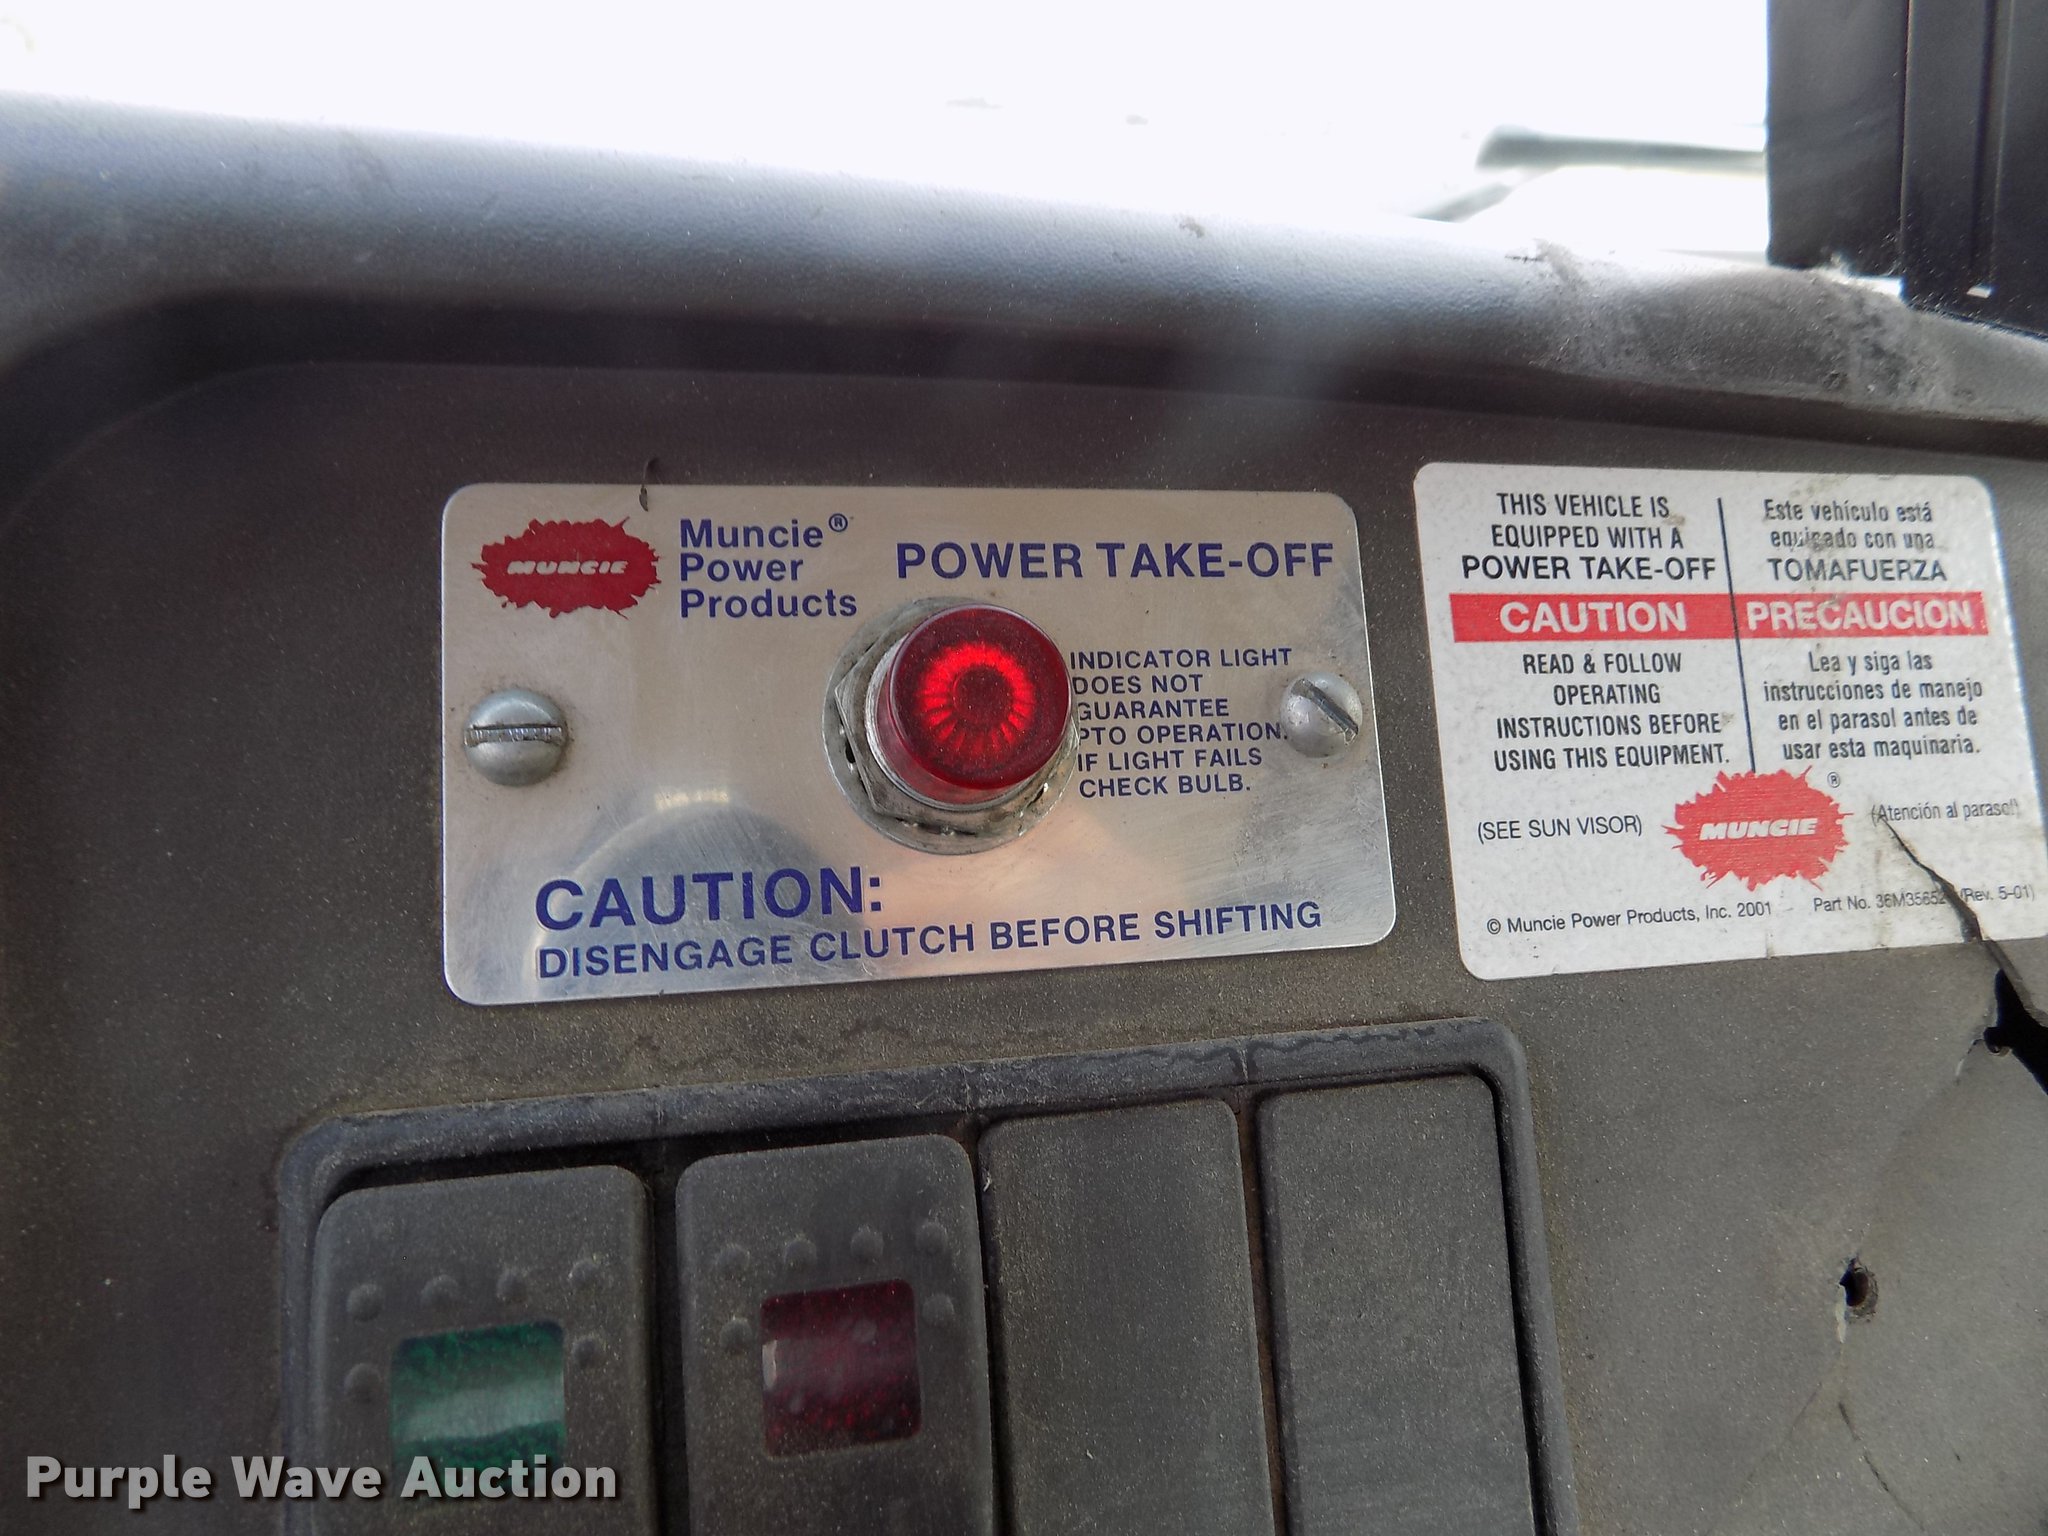 MUNCIE
Muncie®
Power
Products
POWER TAKE-OFF
INDICATOR LIGHT
DOES NOT
GUARANTEE
PTO OPERATION.
IF LIGHT FAILS
CHECK BULB.
CAUTION:
DISENGAGE CLUTCH BEFORE SHIFTING
THIS VEHICLE IS
EQUIPPED WITH A
POWER TAKE-OFF
CAUTION
READ & FOLLOW
OPERATING
INSTRUCTIONS BEFORE
USING THIS EQUIPMENT.
(SEE SUN VISOR)
Este vehículo está
equipado con una
TOMAFUERZA
PRECAUCION
Lea y siga las
instrucciones de manejo
en el parasol antes de
usar esta maquinaria.
(Atención al parasol)
MUNCIE ®
© Muncie Power Products, Inc. 2001
Part No. 36M35652 (Rev. 5-01)
Purple Wave Auction